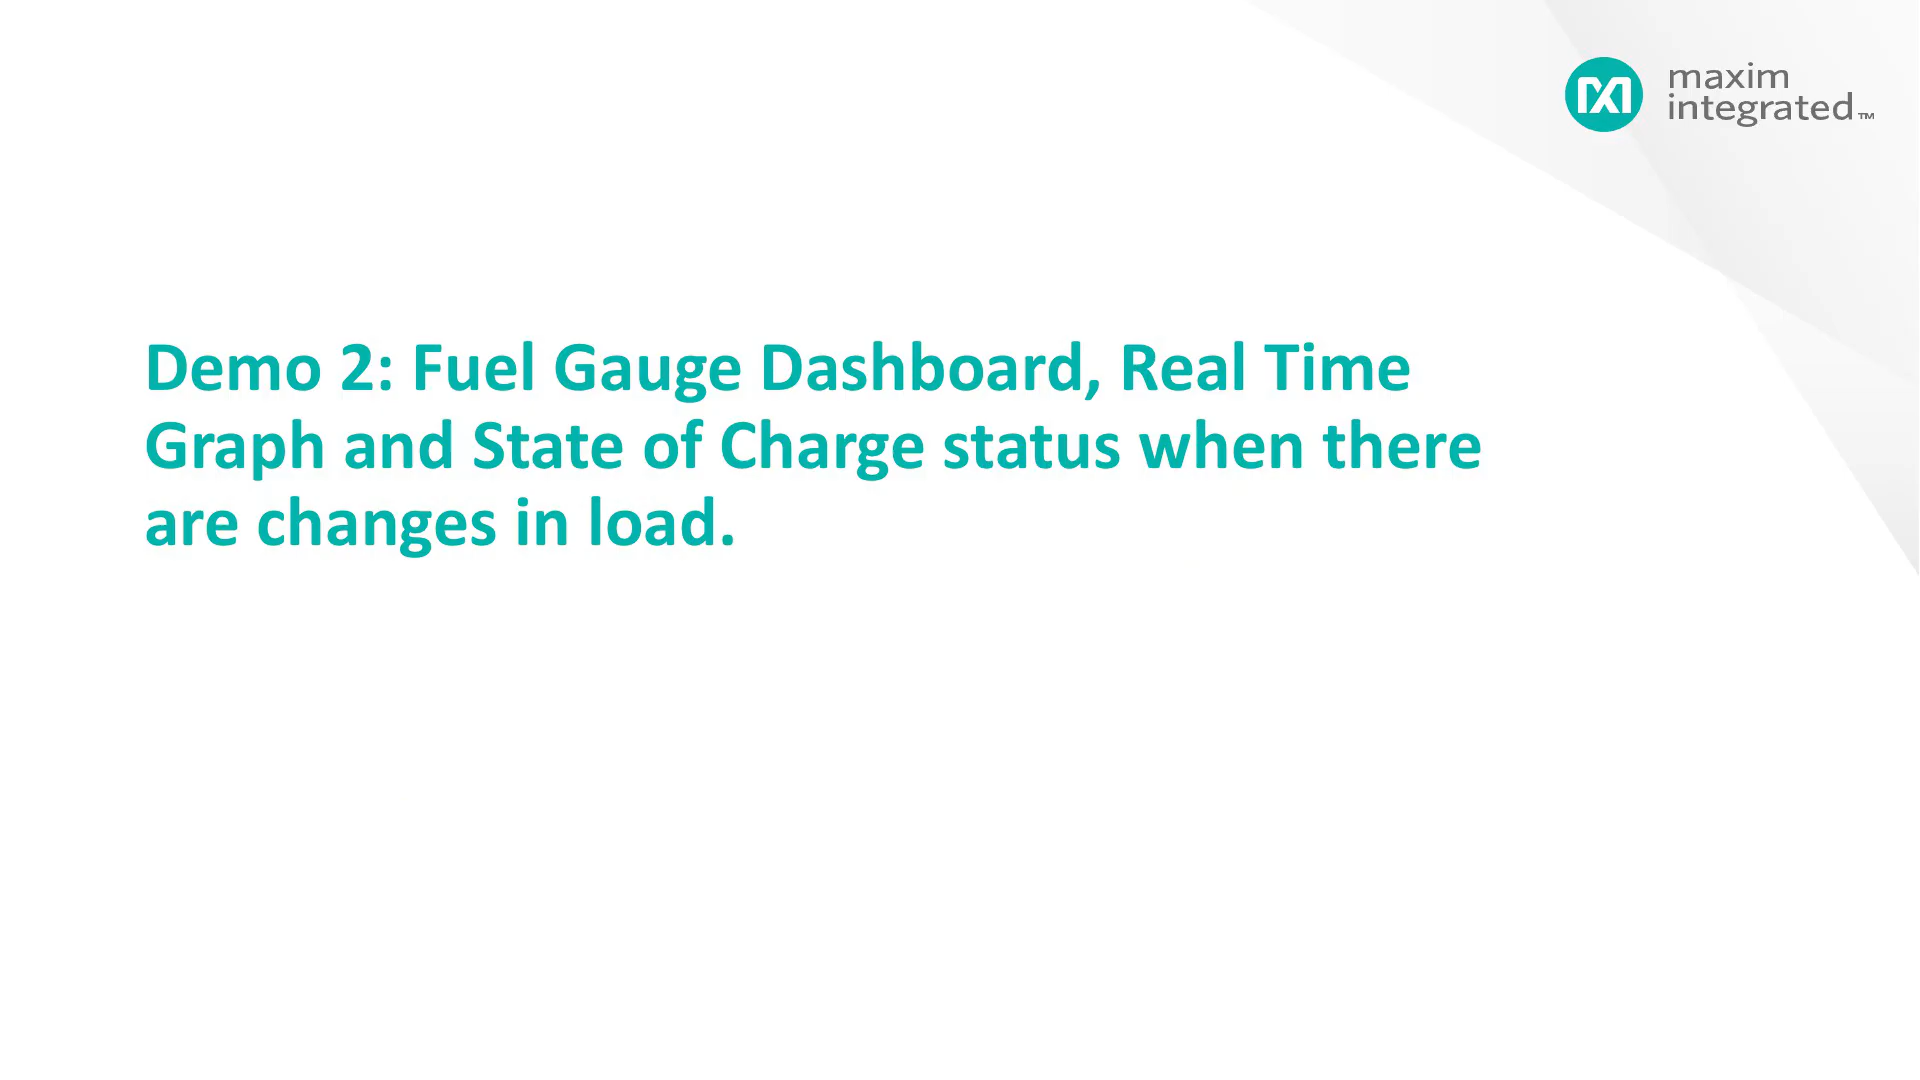 maxim
integrated™
Demo 2: Fuel Gauge Dashboard, Real Time
Graph and State of Charge status when there
are changes in load.